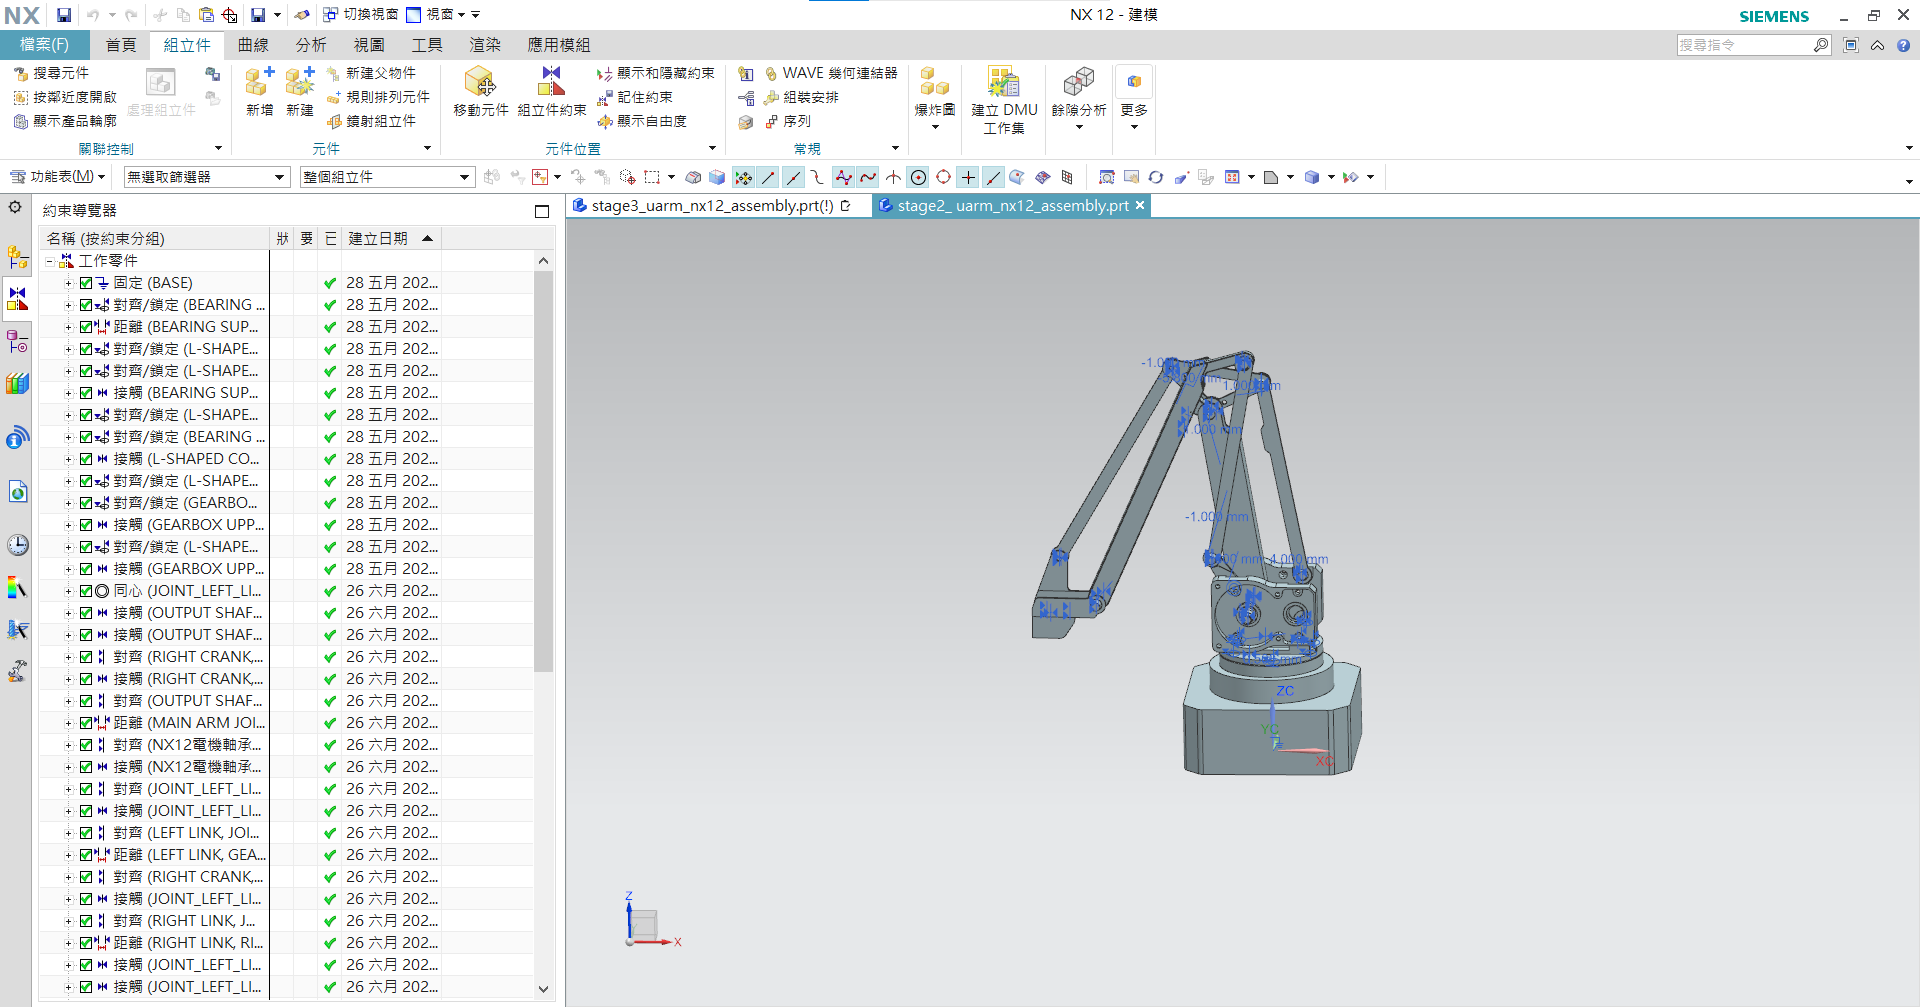 NX
切換視窗
視窗
NX 12 - 建模
SIEMENS
檔案(F)
首頁
組立件
曲線
分析
視圖
工具
渲染
應用模組
搜尋指令
搜尋元件
按鄰近度開啟
顯示產品輪廓
處理組立件
關聯控制
新增
新建
新建父物件
規則排列元件
鏡射組立件
元件
移動元件
組立件約束
顯示和隱藏約束
記住約束
顯示自由度
元件位置
WAVE 幾何連結器
組裝安排
序列
常規
爆炸圖
建立 DMU
工作集
餘隙分析
更多
功能表(M)
無選取篩選器
整個組立件
約束導覽器
stage3_uarm_nx12_assembly.prt(!)
stage2_ uarm_nx12_assembly.prt
名稱 (按約束分組)
狀
要
已
建立日期
工作零件
固定 (BASE) 28 五月 202...
對齊/鎖定 (BEARING ... 28 五月 202...
距離 (BEARING SUP... 28 五月 202...
對齊/鎖定 (L-SHAPE... 28 五月 202...
對齊/鎖定 (L-SHAPE... 28 五月 202...
接觸 (BEARING SUP... 28 五月 202...
對齊/鎖定 (L-SHAPE... 28 五月 202...
對齊/鎖定 (BEARING ... 28 五月 202...
接觸 (L-SHAPED CO... 28 五月 202...
對齊/鎖定 (L-SHAPE... 28 五月 202...
對齊/鎖定 (GEARBO... 28 五月 202...
接觸 (GEARBOX UPP... 28 五月 202...
對齊/鎖定 (L-SHAPE... 28 五月 202...
接觸 (GEARBOX UPP... 28 五月 202...
同心 (JOINT_LEFT_LI... 26 六月 202...
接觸 (OUTPUT SHAF... 26 六月 202...
接觸 (OUTPUT SHAF... 26 六月 202...
對齊 (RIGHT CRANK,... 26 六月 202...
接觸 (RIGHT CRANK,... 26 六月 202...
對齊 (OUTPUT SHAF... 26 六月 202...
距離 (MAIN ARM JOI... 26 六月 202...
對齊 (NX12電機軸承... 26 六月 202...
接觸 (NX12電機軸承... 26 六月 202...
對齊 (JOINT_LEFT_LI... 26 六月 202...
接觸 (JOINT_LEFT_LI... 26 六月 202...
對齊 (LEFT LINK, JOI... 26 六月 202...
距離 (LEFT LINK, GEA... 26 六月 202...
對齊 (RIGHT CRANK,... 26 六月 202...
接觸 (JOINT_LEFT_LI... 26 六月 202...
對齊 (RIGHT LINK, J... 26 六月 202...
距離 (RIGHT LINK, RI... 26 六月 202...
接觸 (JOINT_LEFT_LI... 26 六月 202...
接觸 (JOINT_LEFT_LI... 26 六月 202...
1.000 mm
-1.000 mm
4.000 mm
ZC
YC
XC
Z
X